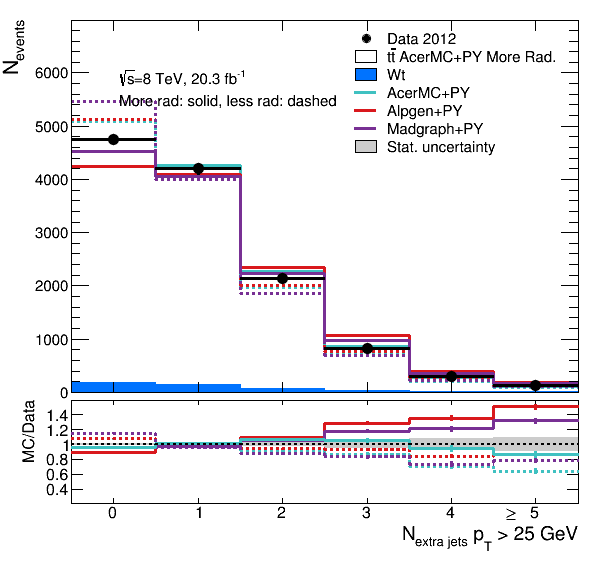 N events
6000
5000
4000
3000
2000
1000
0
√s=8 TeV, 20.3 fb-1
More rad: solid, less rad: dashed
Data 2012
tt̄ AcerMC+PY More Rad.
Wt
AcerMC+PY
Alpgen+PY
Madgraph+PY
Stat. uncertainty
MC/Data
1.4
1.2
1
0.8
0.6
0.4
0 1 2 3 4 ≥ 5
N extra jets pT > 25 GeV